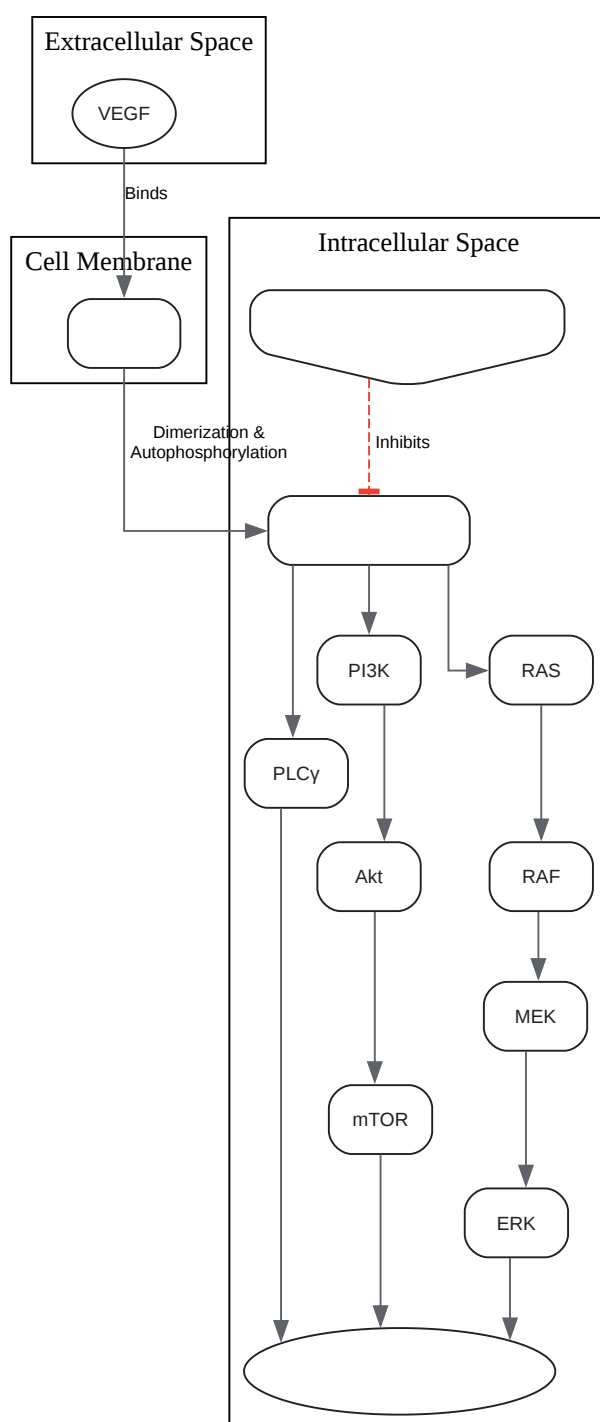 Extracellular Space
VEGF
Binds
Cell Membrane
Intracellular Space
Dimerization &
Autophosphorylation
Inhibits
PI3K
RAS
PLCγ
Akt
RAF
MEK
mTOR
ERK